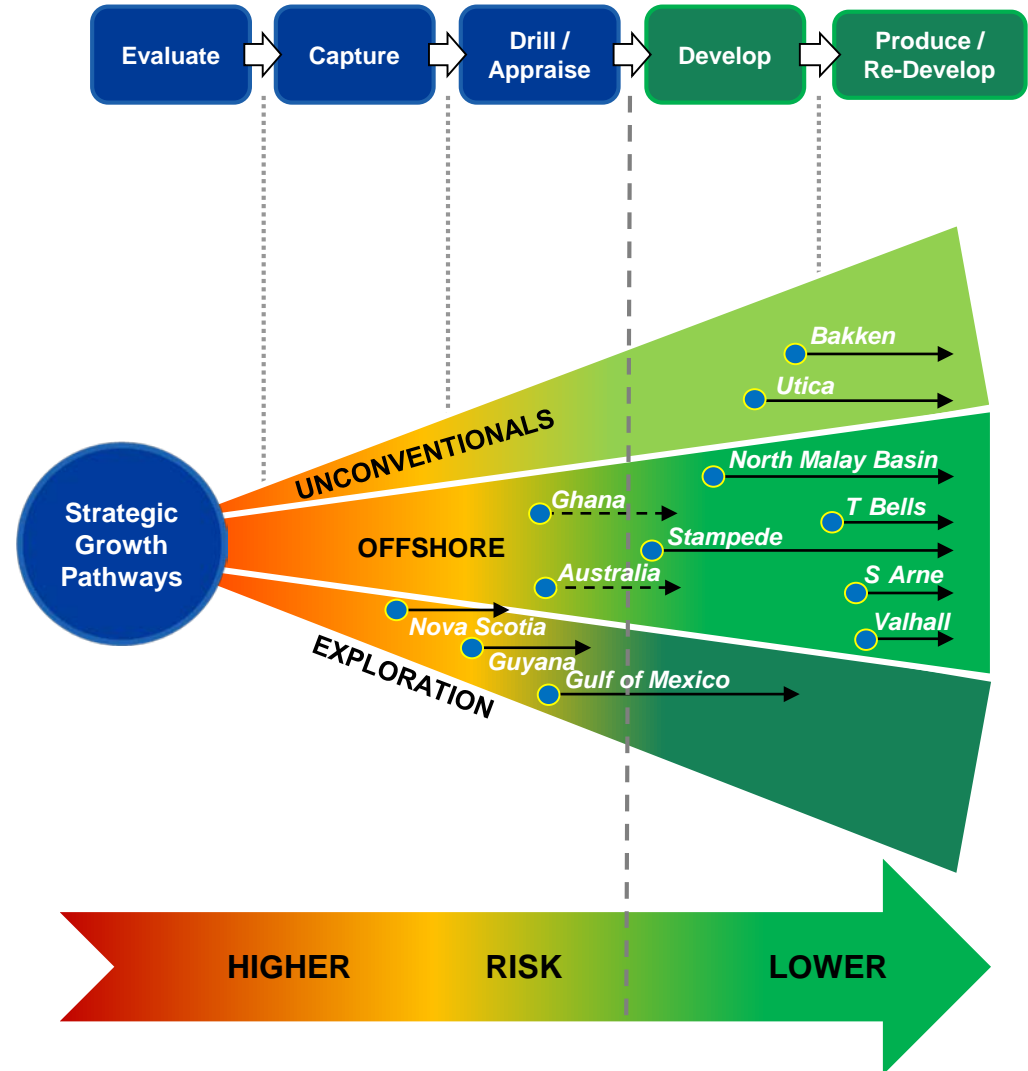 Evaluate
Capture
Drill /
Appraise
Develop
Produce /
Re-Develop
Bakken
Utica
UNCONVENTIONALS
North Malay Basin
Ghana
T Bells
Strategic
Growth
Pathways
OFFSHORE
Stampede
Australia
S Arne
Nova Scotia
Valhall
EXPLORATION
Guyana
Gulf of Mexico
HIGHER
RISK
LOWER